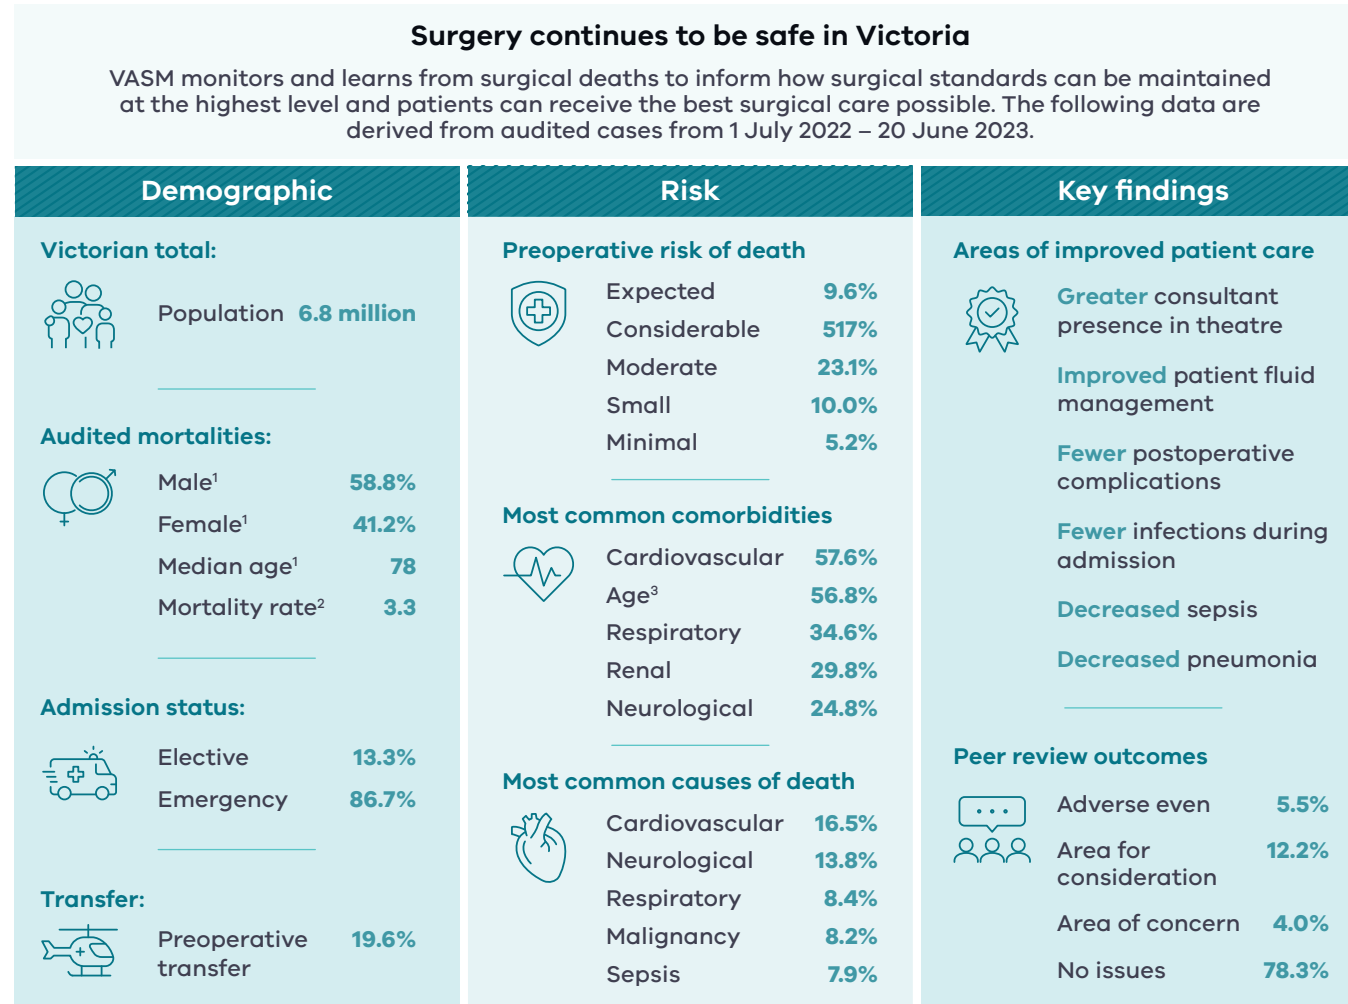 Surgery continues to be safe in Victoria
VASM monitors and learns from surgical deaths to inform how surgical standards can be maintained
at the highest level and patients can receive the best surgical care possible. The following data are
derived from audited cases from 1 July 2022 – 20 June 2023.
Demographic
Victorian total:
Population 6.8 million
Audited mortalities:
Male¹ 58.8%
Female¹ 41.2%
Median age¹ 78
Mortality rate² 3.3
Admission status:
Elective 13.3%
Emergency 86.7%
Transfer:
Preoperative 19.6%
transfer
Risk
Preoperative risk of death
Expected 9.6%
Considerable 517%
Moderate 23.1%
Small 10.0%
Minimal 5.2%
Most common comorbidities
Cardiovascular 57.6%
Age³ 56.8%
Respiratory 34.6%
Renal 29.8%
Neurological 24.8%
Most common causes of death
Cardiovascular 16.5%
Neurological 13.8%
Respiratory 8.4%
Malignancy 8.2%
Sepsis 7.9%
Key findings
Areas of improved patient care
Greater consultant
presence in theatre
Improved patient fluid
management
Fewer postoperative
complications
Fewer infections during
admission
Decreased sepsis
Decreased pneumonia
Peer review outcomes
Adverse even 5.5%
Area for 12.2%
consideration
Area of concern 4.0%
No issues 78.3%